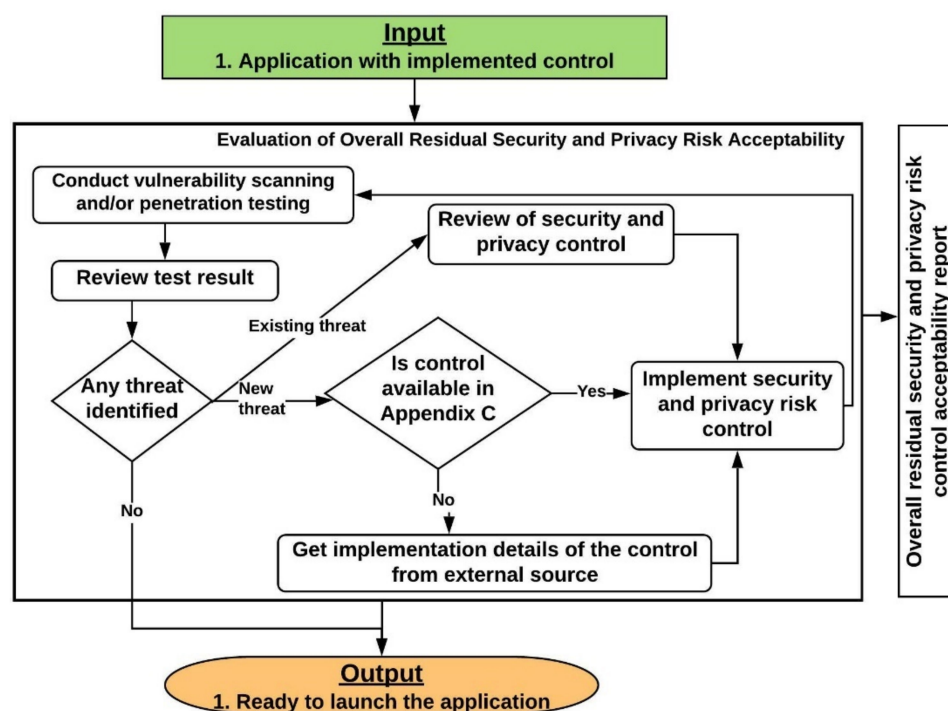 Input
1. Application with implemented control
Evaluation of Overall Residual Security and Privacy Risk Acceptability
Conduct vulnerability scanning
and/or penetration testing
Review of security and
privacy control
Review test result
Existing threat
Any threat
identified
New
threat
Is control
available in
Appendix C
Yes
Implement security
and privacy risk
control
No
No
Get implementation details of the control
from external source
Overall residual security and privacy risk
control acceptability report
Output
1. Ready to launch the application